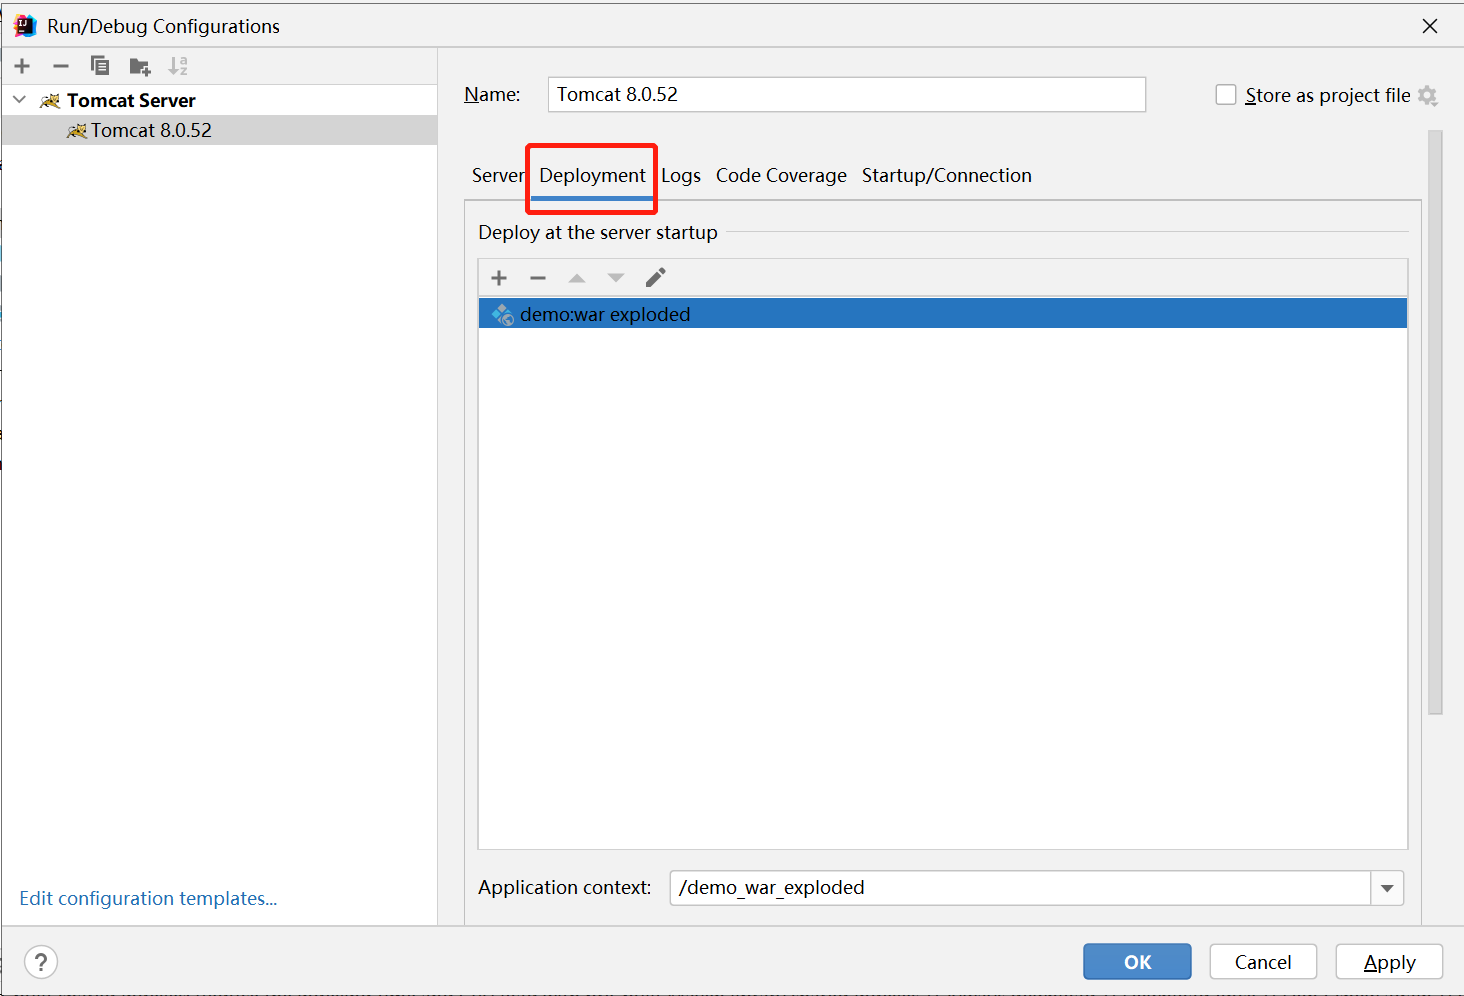 Run/Debug Configurations
Tomcat Server
Tomcat 8.0.52
Name: Tomcat 8.0.52 Store as project file
Server Deployment Logs Code Coverage Startup/Connection
Deploy at the server startup
demo:war exploded
Application context: /demo_war_exploded
Edit configuration templates...
? OK Cancel Apply